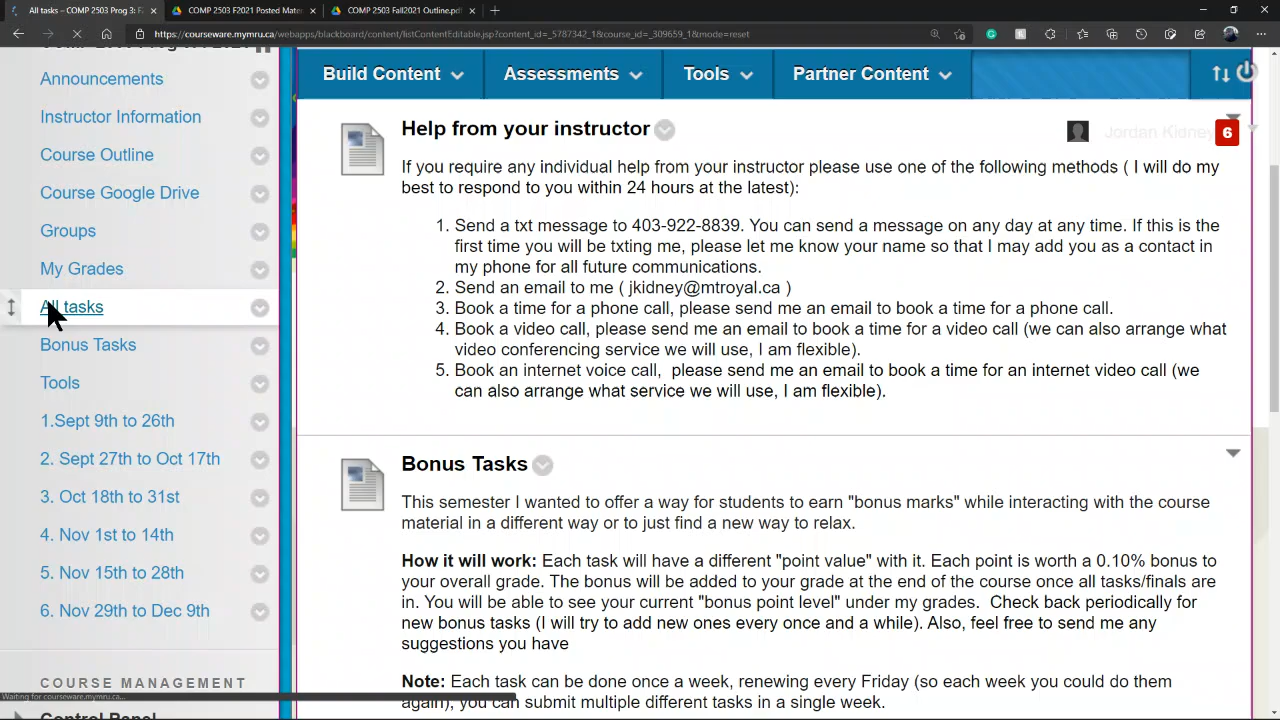 All tasks – COMP 2503 Prog 3:
COMP 2503 F2021 Posted Mater
COMP 2503 Fall2021 Outline.pdf
https://courseware.mymru.ca/webapps/blackboard/content/listContentEditable.jsp?content_id=_5787342_1&course_id=_309659_1&mode=reset
Announcements
Instructor Information
Course Outline
Course Google Drive
Groups
My Grades
All tasks
Bonus Tasks
Tools
1.Sept 9th to 26th
2. Sept 27th to Oct 17th
3. Oct 18th to 31st
4. Nov 1st to 14th
5. Nov 15th to 28th
6. Nov 29th to Dec 9th
COURSE MANAGEMENT
Waiting for courseware.mymru.ca...
Control Panel
Build Content
Assessments
Tools
Partner Content
Jordan Kidney
6
Help from your instructor
If you require any individual help from your instructor please use one of the following methods ( I will do my
best to respond to you within 24 hours at the latest):
1. Send a txt message to 403-922-8839. You can send a message on any day at any time. If this is the
first time you will be txting me, please let me know your name so that I may add you as a contact in
my phone for all future communications.
2. Send an email to me ( jkidney@mtroyal.ca )
3. Book a time for a phone call, please send me an email to book a time for a phone call.
4. Book a video call, please send me an email to book a time for a video call (we can also arrange what
video conferencing service we will use, I am flexible).
5. Book an internet voice call,  please send me an email to book a time for an internet video call (we
can also arrange what service we will use, I am flexible).
Bonus Tasks
This semester I wanted to offer a way for students to earn "bonus marks" while interacting with the course
material in a different way or to just find a new way to relax.
How it will work: Each task will have a different "point value" with it. Each point is worth a 0.10% bonus to
your overall grade. The bonus will be added to your grade at the end of the course once all tasks/finals are
in. You will be able to see your current "bonus point level" under my grades.  Check back periodically for
new bonus tasks (I will try to add new ones every once and a while). Also, feel free to send me any
suggestions you have
Note: Each task can be done once a week, renewing every Friday (so each week you could do them
again), you can submit multiple different tasks in a single week.